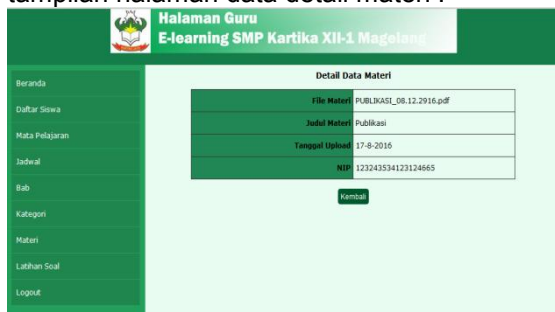 tampilan halaman data detail materi :
Halaman Guru
E-learning SMP Kartika XII-1 Magelang
Beranda
Daftar Siswa
Mata Pelajaran
Jadwal
Bab
Kategori
Materi
Latihan Soal
Logout
Detail Data Materi
File Materi PUBLIKASI_08.12.2916.pdf
Judul Materi Publikasi
Tanggal Upload 17-8-2016
NIP 123243534123124665
Kembali